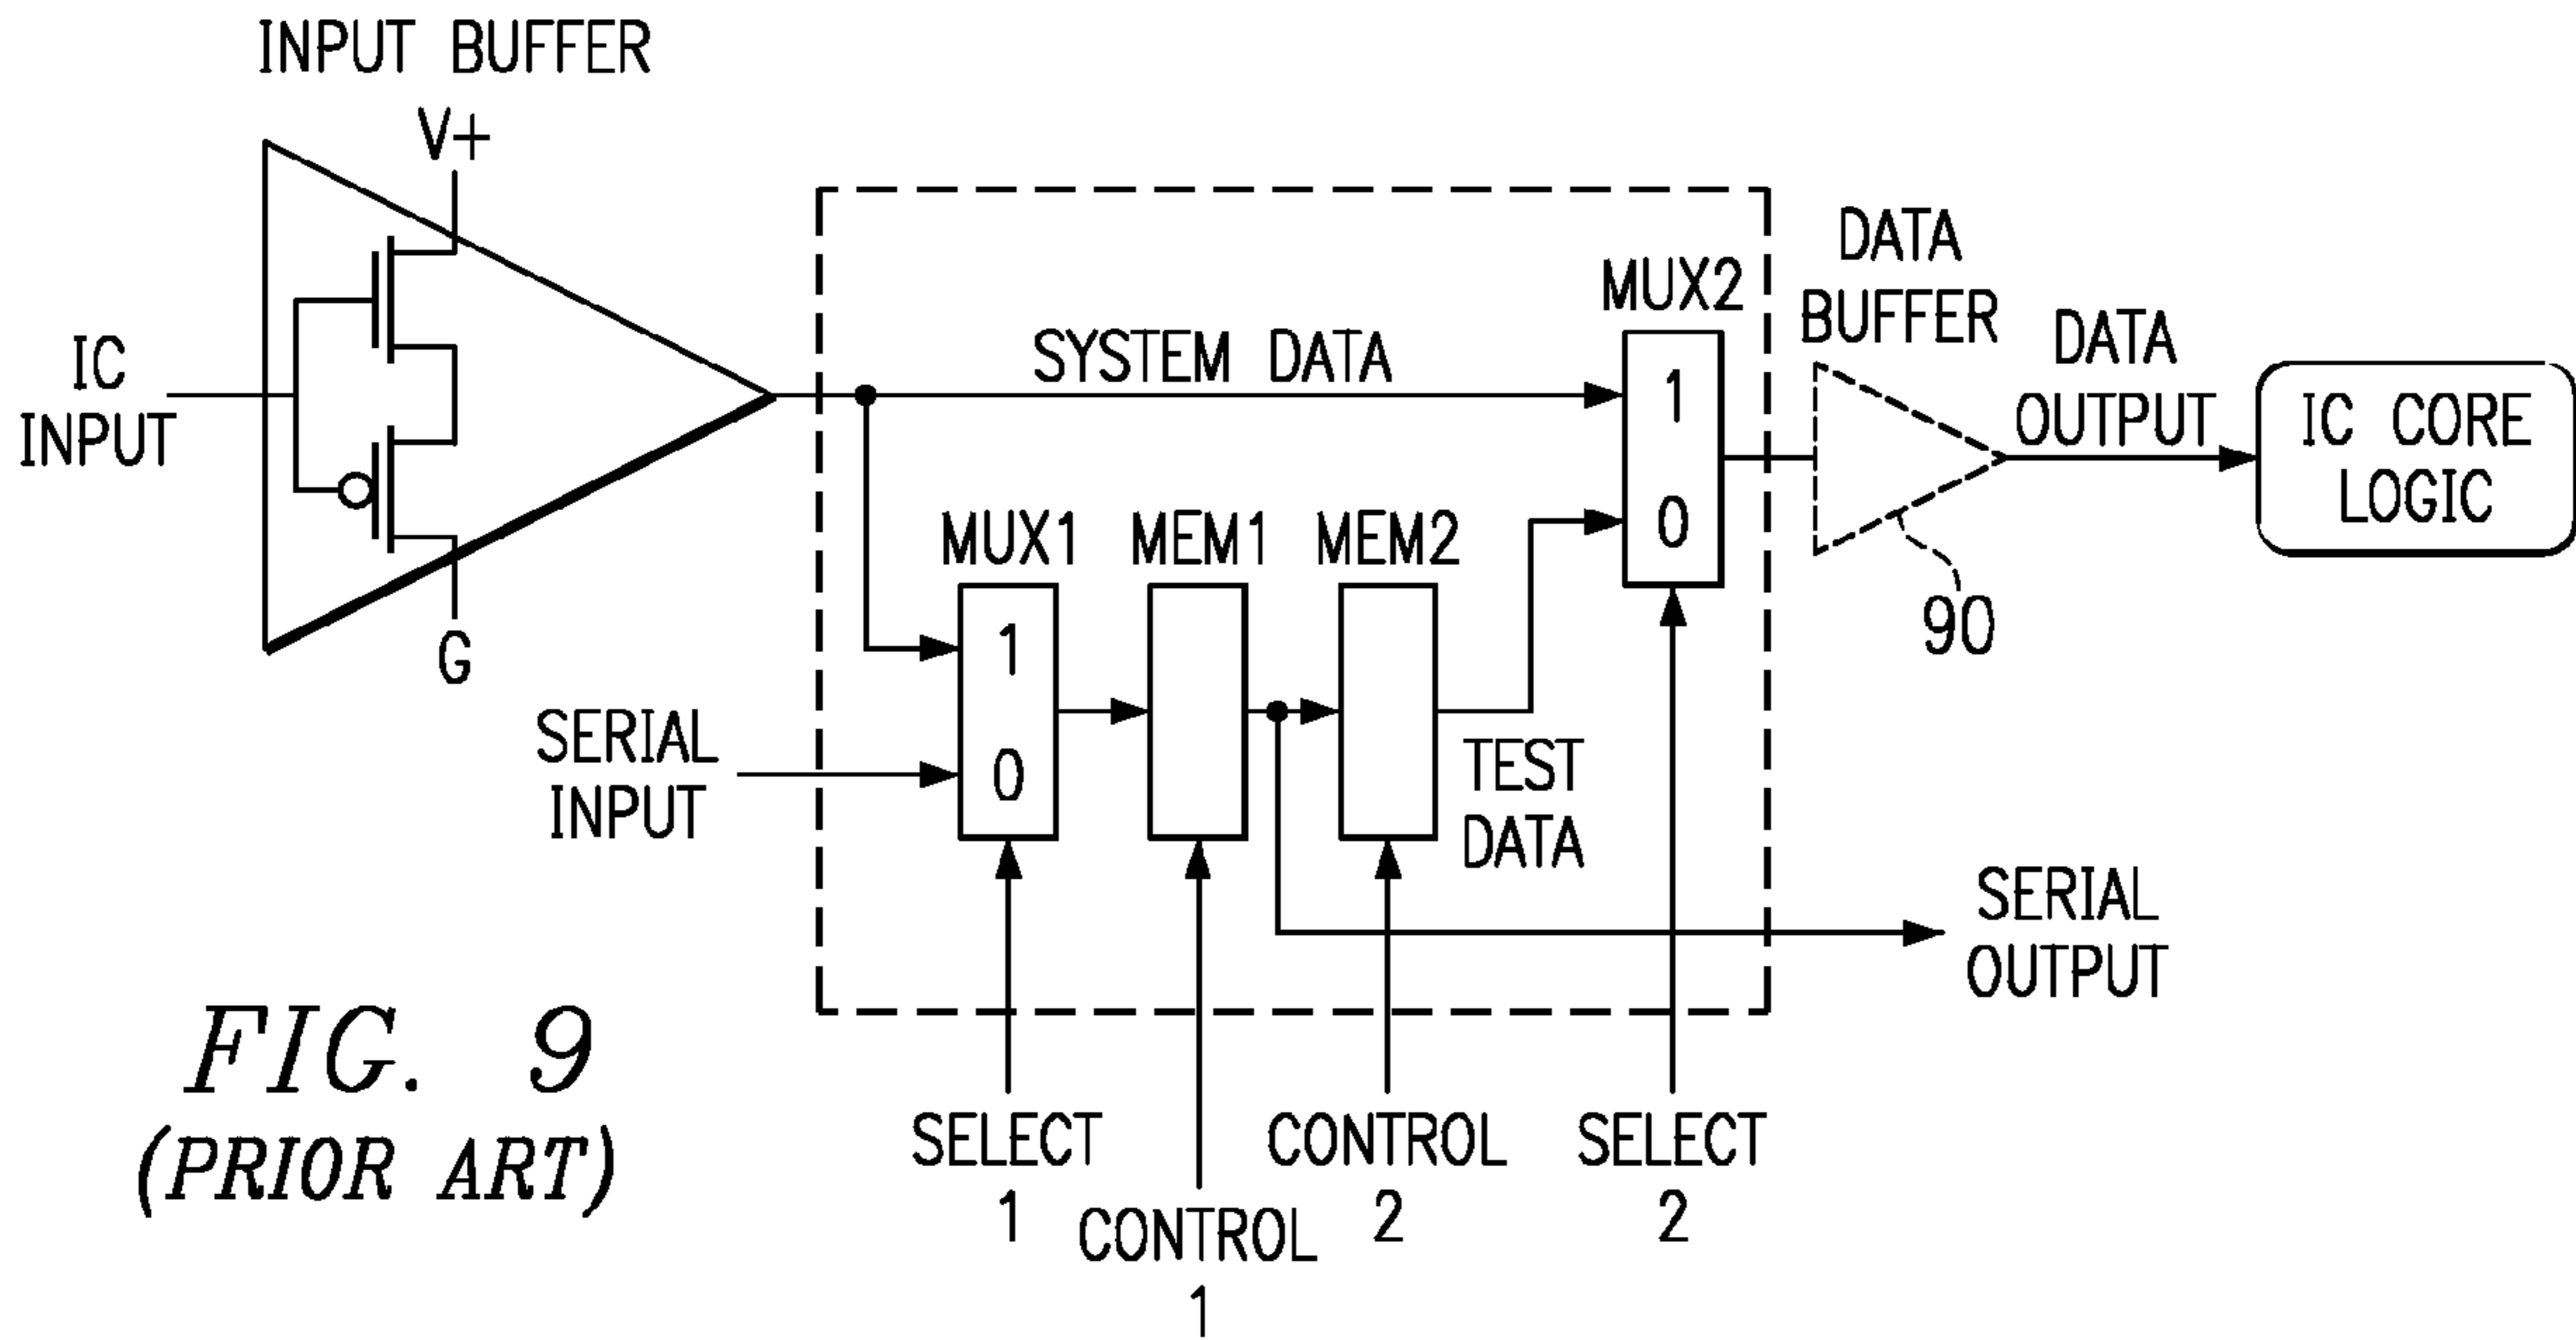 INPUT BUFFER
V+
IC
INPUT
G
SYSTEM DATA
MUX2
1
0
DATA
BUFFER
90
DATA
OUTPUT
IC CORE
LOGIC
MUX1
1
0
MEM1
MEM2
SERIAL
INPUT
TEST
DATA
SERIAL
OUTPUT
SELECT
1
CONTROL
1
CONTROL
2
SELECT
2
FIG. 9
(PRIOR ART)